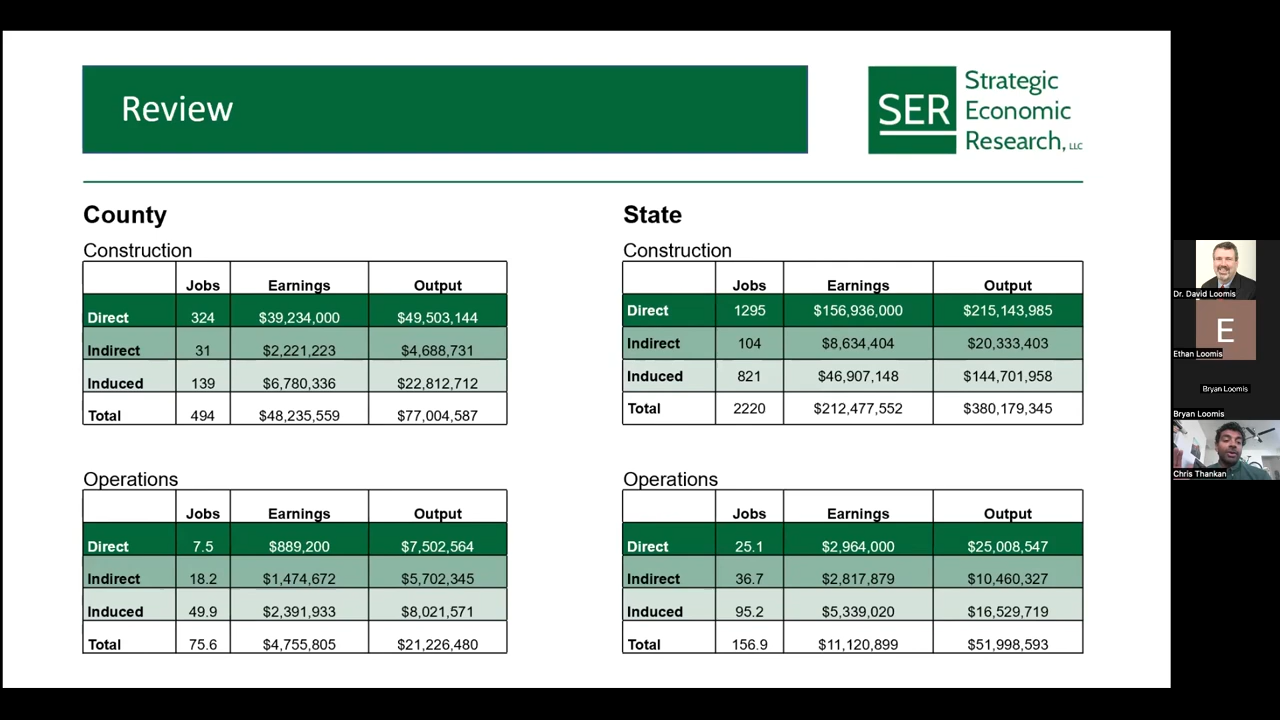 Review
SER
Strategic
Economic
Research, LLC
County
Construction
Jobs Earnings Output
Direct 324 $39,234,000 $49,503,144
Indirect 31 $2,221,223 $4,688,731
Induced 139 $6,780,336 $22,812,712
Total 494 $48,235,559 $77,004,587
Operations
Jobs Earnings Output
Direct 7.5 $889,200 $7,502,564
Indirect 18.2 $1,474,672 $5,702,345
Induced 49.9 $2,391,933 $8,021,571
Total 75.6 $4,755,805 $21,226,480
State
Construction
Jobs Earnings Output
Direct 1295 $156,936,000 $215,143,985
Indirect 104 $8,634,404 $20,333,403
Induced 821 $46,907,148 $144,701,958
Total 2220 $212,477,552 $380,179,345
Operations
Jobs Earnings Output
Direct 25.1 $2,964,000 $25,008,547
Indirect 36.7 $2,817,879 $10,460,327
Induced 95.2 $5,339,020 $16,529,719
Total 156.9 $11,120,899 $51,998,593
Dr. David Loomis
E
Ethan Loomis
Bryan Loomis
Bryan Loomis
Chris Thankan